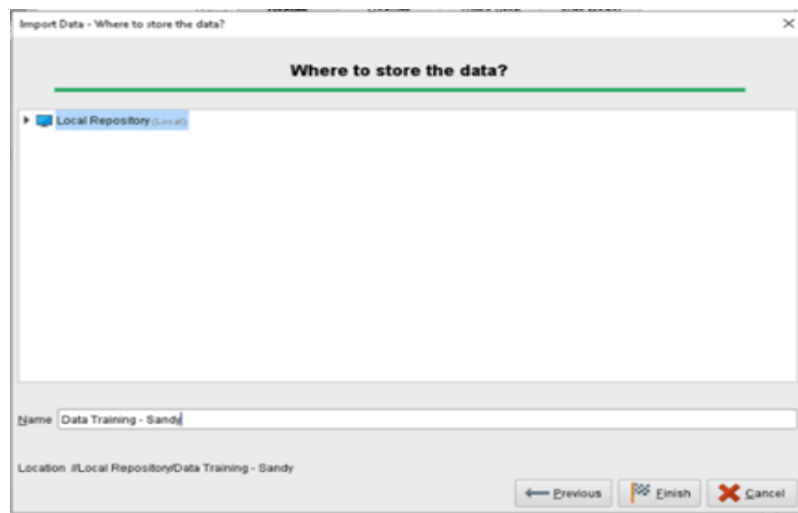 Import Data - Where to store the data?
Where to store the data?
Local Repository (Local)
Name Data Training - Sandy
Location //Local Repository/Data Training - Sandy
Previous Finish Cancel